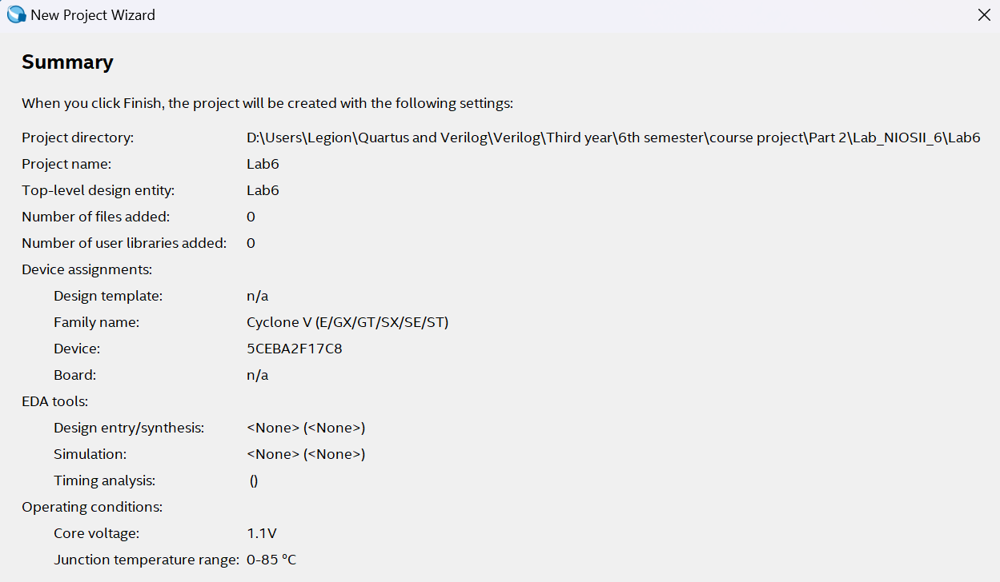 New Project Wizard
Summary
When you click Finish, the project will be created with the following settings:
Project directory: D:\Users\Legion\Quartus and Verilog\Verilog\Third year\6th semester\course project\Part 2\Lab_NIOSII_6\Lab6
Project name: Lab6
Top-level design entity: Lab6
Number of files added: 0
Number of user libraries added: 0
Device assignments:
Design template: n/a
Family name: Cyclone V (E/GX/GT/SX/SE/ST)
Device: 5CEBA2F17C8
Board: n/a
EDA tools:
Design entry/synthesis: <None> (<None>)
Simulation: <None> (<None>)
Timing analysis: ()
Operating conditions:
Core voltage: 1.1V
Junction temperature range: 0-85 ºC